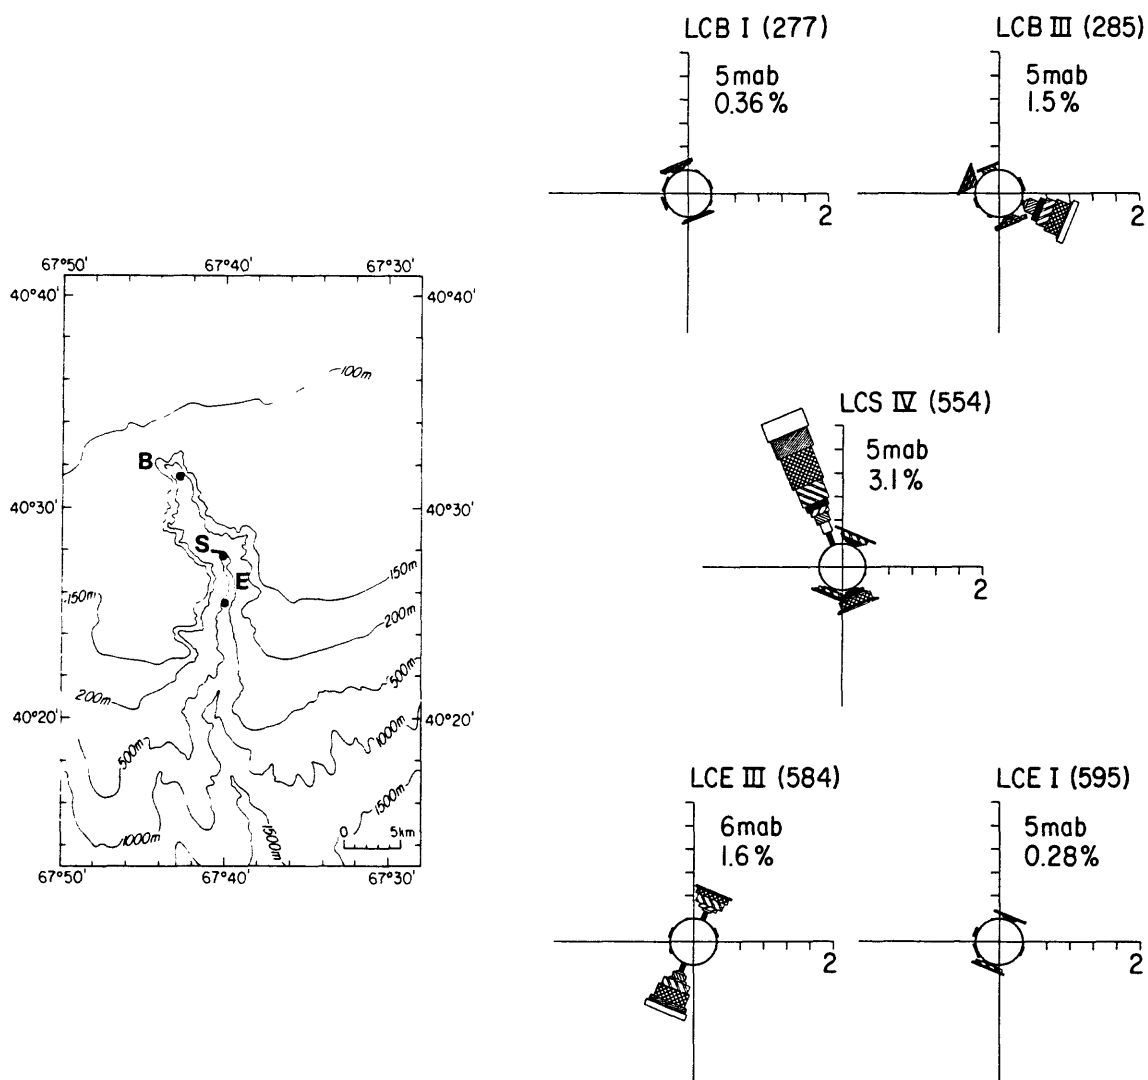 LCB I (277)
5mab
0.36%
2
LCB III (285)
5mab
1.5%
2
67°50'
67°40'
67°30'
40°40'
40°40'
100m
B
40°30'
40°30'
S
E
150m
150m
200m
500m
200m
40°20'
40°20'
500m
1000m
1000m
1500m
1500m
0
5km
67°50'
67°40'
67°30'
LCS IV (554)
5mab
3.1%
2
LCE III (584)
6mab
1.6%
2
LCE I (595)
5mab
0.28%
2